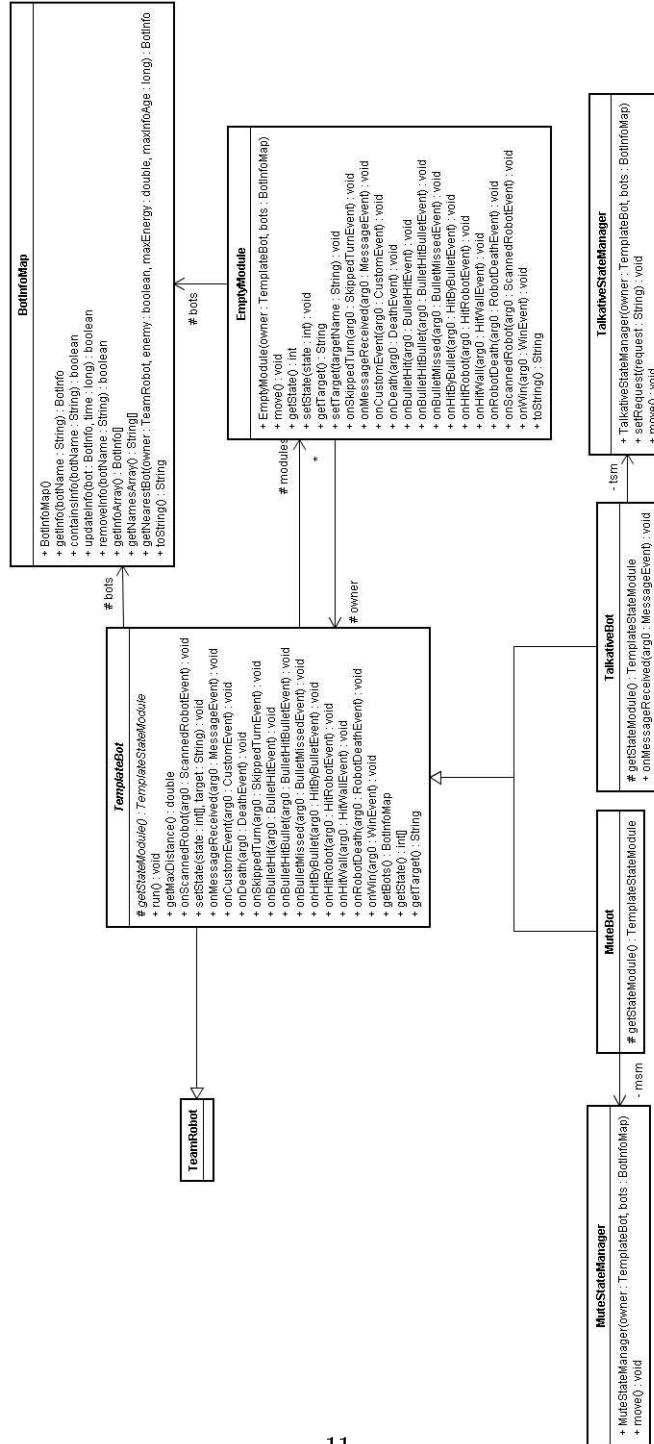 BotInfoMap
+ BotInfoMap()
+ getInfo(botName : String) : BotInfo
+ containsInfo(botName : String) : boolean
+ updateInfo(bot : BotInfo, time : long) : boolean
+ removeInfo(botName : String) : boolean
+ getInfoArray() : BotInfo[]
+ getNamesArray() : String[]
+ getNearestBot(owner : TeamRobot, enemy : boolean, maxEnergy : double, maxInfoAge : long) : BotInfo
+ toString() : String
# bots
# bots
TeamRobot
TemplateBot
# getStateModule() : TemplateStateModule
+ run() : void
+ getMaxDistance() : double
+ onScannedRobot(arg0 : ScannedRobotEvent) : void
+ setState(state : int[], target : String) : void
+ onMessageReceived(arg0 : MessageEvent) : void
+ onCustomEvent(arg0 : CustomEvent) : void
+ onDeath(arg0 : DeathEvent) : void
+ onSkippedTurn(arg0 : SkippedTurnEvent) : void
+ onBulletHit(arg0 : BulletHitEvent) : void
+ onBulletHitBullet(arg0 : BulletHitBulletEvent) : void
+ onBulletMissed(arg0 : BulletMissedEvent) : void
+ onHitByBullet(arg0 : HitByBulletEvent) : void
+ onHitRobot(arg0 : HitRobotEvent) : void
+ onHitWall(arg0 : HitWallEvent) : void
+ onRobotDeath(arg0 : RobotDeathEvent) : void
+ onWin(arg0 : WinEvent) : void
+ getBots() : BotInfoMap
+ getState() : int[]
+ getTarget() : String
# modules
*
# owner
EmptyModule
+ EmptyModule(owner : TemplateBot, bots : BotInfoMap)
+ move() : void
+ getState() : int
+ setState(state : int) : void
+ getTarget() : String
+ setTarget(targetName : String) : void
+ onSkippedTurn(arg0 : SkippedTurnEvent) : void
+ onMessageReceived(arg0 : MessageEvent) : void
+ onCustomEvent(arg0 : CustomEvent) : void
+ onDeath(arg0 : DeathEvent) : void
+ onBulletHit(arg0 : BulletHitEvent) : void
+ onBulletHitBullet(arg0 : BulletHitBulletEvent) : void
+ onBulletMissed(arg0 : BulletMissedEvent) : void
+ onHitByBullet(arg0 : HitByBulletEvent) : void
+ onHitRobot(arg0 : HitRobotEvent) : void
+ onHitWall(arg0 : HitWallEvent) : void
+ onRobotDeath(arg0 : RobotDeathEvent) : void
+ onScannedRobot(arg0 : ScannedRobotEvent) : void
+ onWin(arg0 : WinEvent) : void
+ toString() : String
MuteStateManager
+ MuteStateManager(owner : TemplateBot, bots : BotInfoMap)
+ move() : void
- msm
MuteBot
# getStateModule() : TemplateStateModule
TalkativeBot
# getStateModule() : TemplateStateModule
+ onMessageReceived(arg0 : MessageEvent) : void
- tsm
TalkativeStateManager
+ TalkativeStateManager(owner : TemplateBot, bots : BotInfoMap)
+ setRequest(request : String) : void
+ move() : void
11